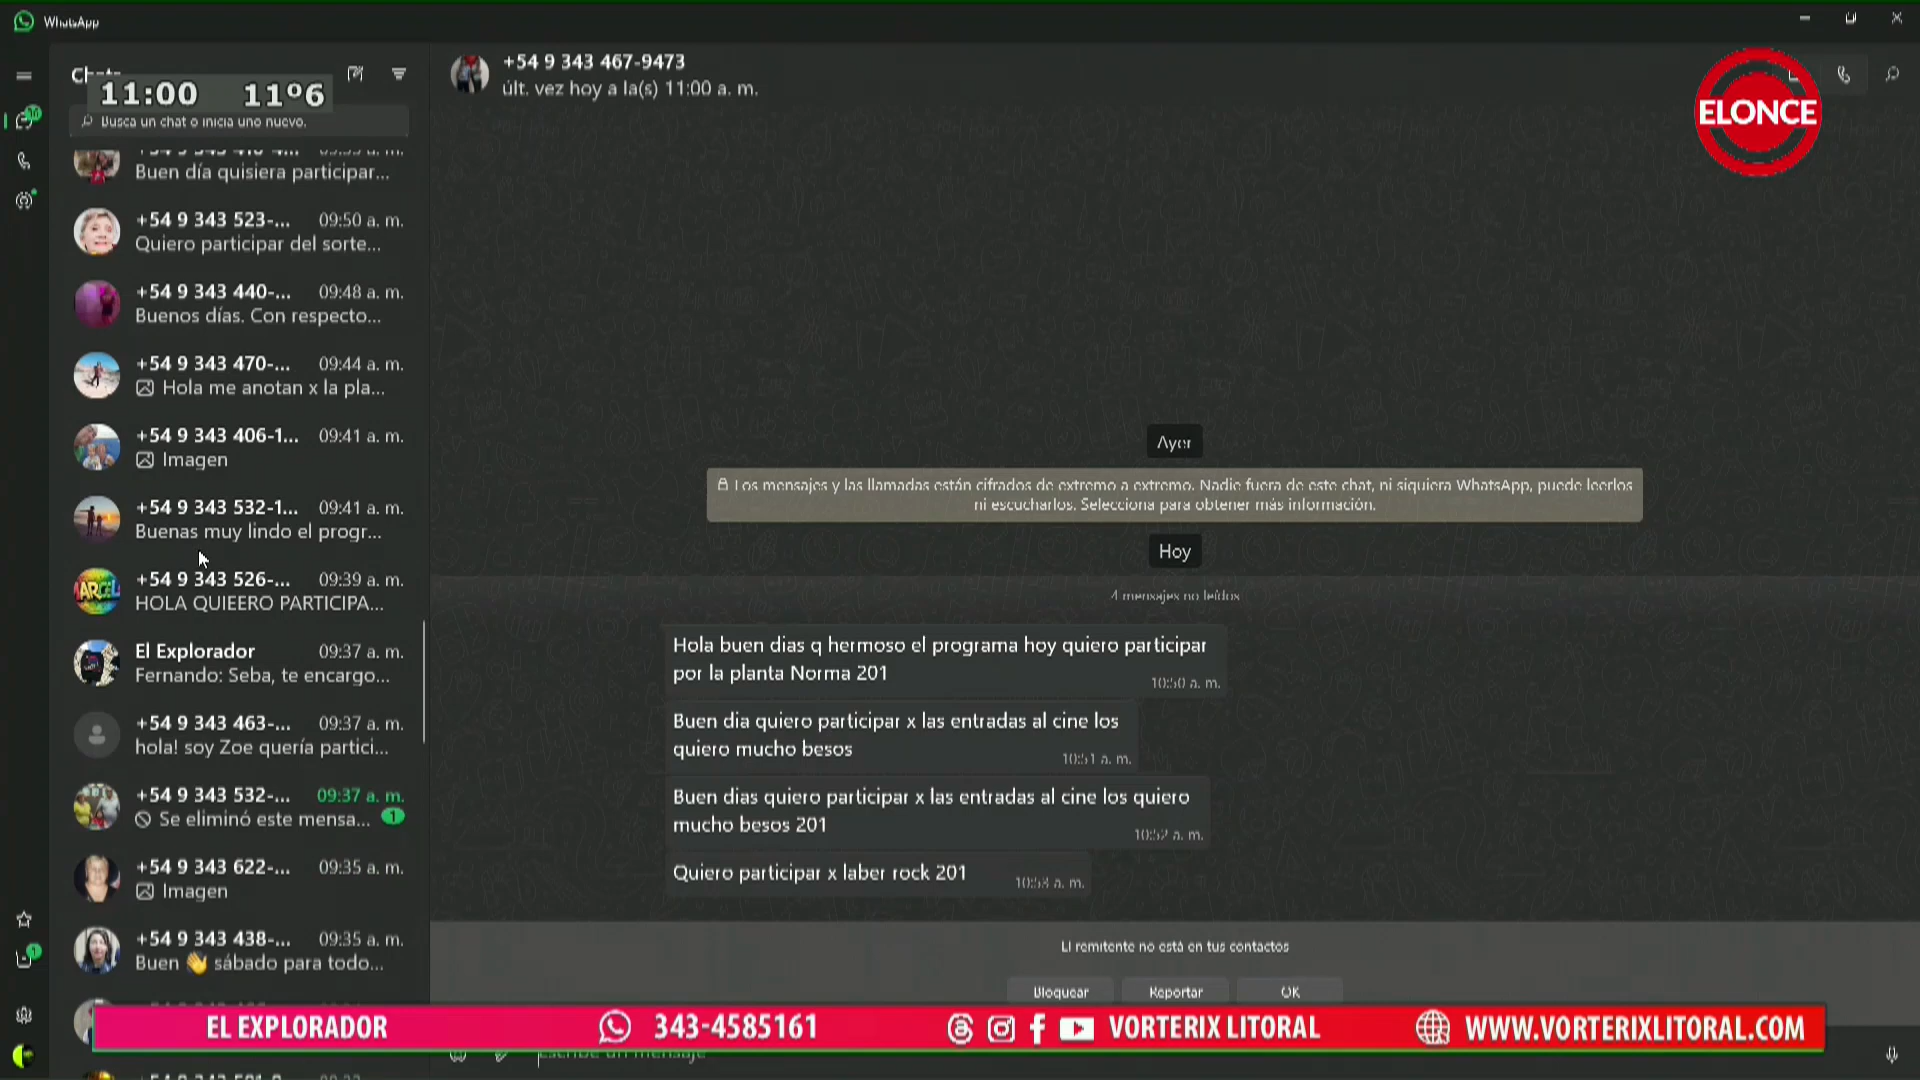 WhatsApp
Chats
11:00 11º6
Busca un chat o inicia uno nuevo.
Buen día quisiera participar...
+54 9 343 523-... 09:50 a. m.
Quiero participar del sorte...
+54 9 343 440-... 09:48 a. m.
Buenos días. Con respecto...
+54 9 343 470-... 09:44 a. m.
Hola me anotan x la pla...
+54 9 343 406-1... 09:41 a. m.
Imagen
+54 9 343 532-1... 09:41 a. m.
Buenas muy lindo el progr...
+54 9 343 526-... 09:39 a. m.
HOLA QUIEERO PARTICIPA...
El Explorador 09:37 a. m.
Fernando: Seba, te encargo...
+54 9 343 463-... 09:37 a. m.
hola! soy Zoe quería partici...
+54 9 343 532-... 09:37 a. m.
Se eliminó este mensa... 1
+54 9 343 622-... 09:35 a. m.
Imagen
+54 9 343 438-... 09:35 a. m.
Buen 👋 sábado para todo...
+54 9 343 467-9473
últ. vez hoy a la(s) 11:00 a. m.
ELONCE
Ayer
Los mensajes y las llamadas están cifrados de extremo a extremo. Nadie fuera de este chat, ni siquiera WhatsApp, puede leerlos
ni escucharlos. Selecciona para obtener más información.
Hoy
4 mensajes no leídos
Hola buen dias q hermoso el programa hoy quiero participar
por la planta Norma 201
10:50 a. m.
Buen dia quiero participar x las entradas al cine los
quiero mucho besos
10:51 a. m.
Buen dias quiero participar x las entradas al cine los quiero
mucho besos 201
10:52 a. m.
Quiero participar x laber rock 201
10:53 a. m.
El remitente no está en tus contactos
Bloquear Reportar OK
EL EXPLORADOR 343-4585161 VORTERIX LITORAL WWW.VORTERIXLITORAL.COM
Escribe un mensaje